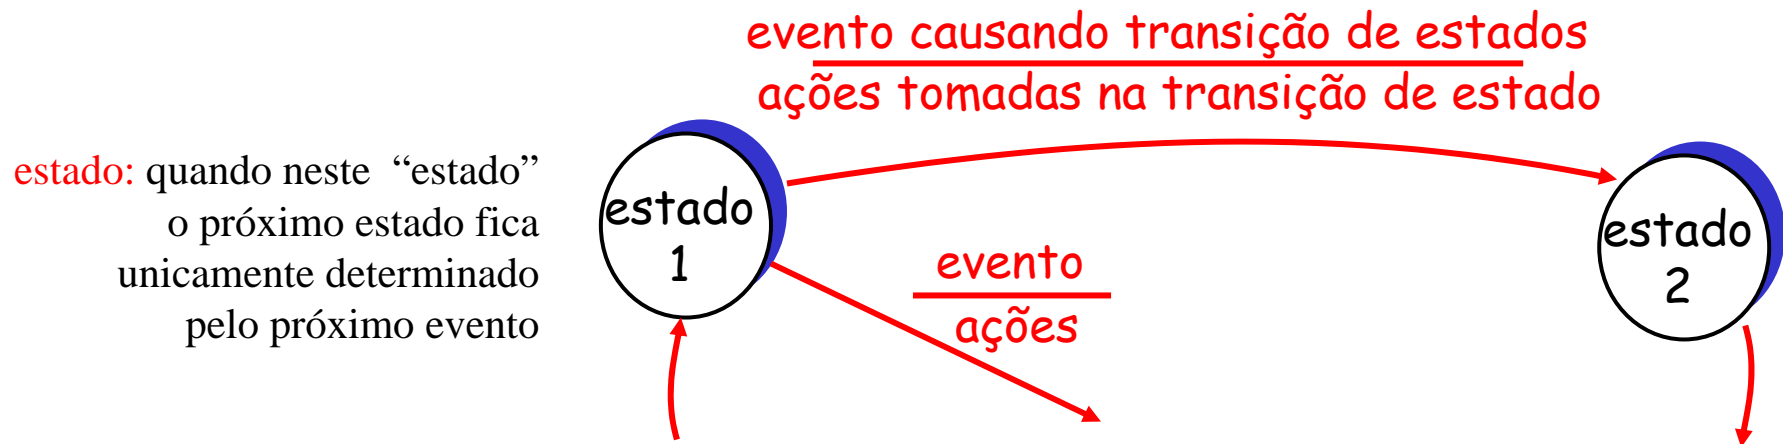 evento causando transição de estados
ações tomadas na transição de estado
estado: quando neste “estado”
o próximo estado fica
unicamente determinado
pelo próximo evento
estado
1
evento
ações
estado
2